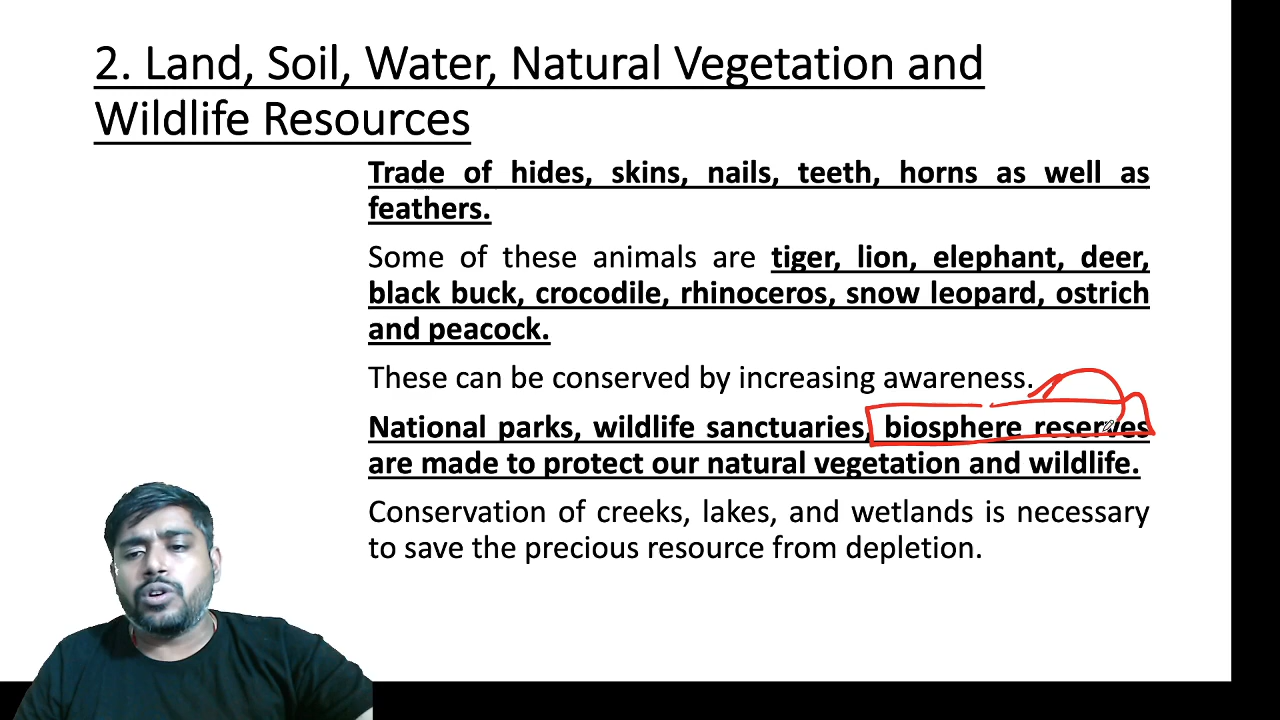 2. Land, Soil, Water, Natural Vegetation and
Wildlife Resources
Trade of hides, skins, nails, teeth, horns as well as
feathers.
Some of these animals are tiger, lion, elephant, deer,
black buck, crocodile, rhinoceros, snow leopard, ostrich
and peacock.
These can be conserved by increasing awareness.
National parks, wildlife sanctuaries, biosphere reserves
are made to protect our natural vegetation and wildlife.
Conservation of creeks, lakes, and wetlands is necessary
to save the precious resource from depletion.